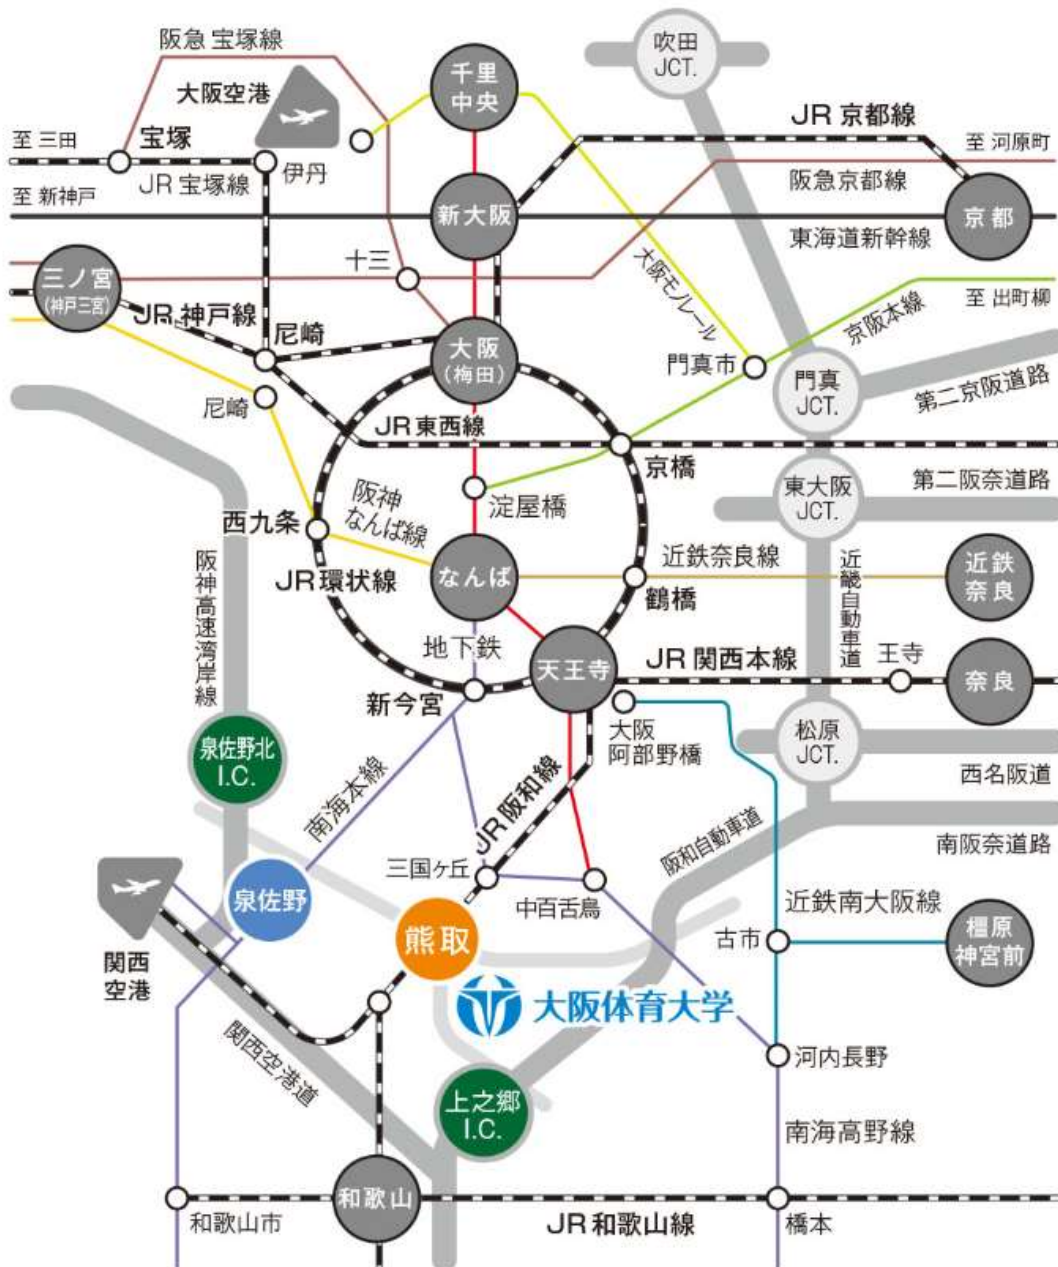 阪急 宝塚線
吹田
JCT.
千里
中央
大阪空港
JR 京都線
至 三田
宝塚
JR 宝塚線
伊丹
至 河原町
阪急京都線
至 新神戸
新大阪
京都
東海道新幹線
十三
大阪モノレール
三ノ宮
(神戸三宮)
JR 神戸線
尼崎
大阪
(梅田)
京阪本線
至 出町柳
門真市
門真
JCT.
第二京阪道路
尼崎
JR 東西線
京橋
東大阪
JCT.
第二阪奈道路
淀屋橋
阪神
なんば線
西九条
JR 環状線
なんば
近鉄奈良線
鶴橋
近畿自動車道
近鉄
奈良
阪神高速湾岸線
地下鉄
天王寺
JR 関西本線
王寺
奈良
新今宮
大阪
阿部野橋
松原
JCT.
西名阪道
泉佐野北
I.C.
南海本線
JR 阪和線
阪和自動車道
南阪奈道路
三国ヶ丘
中百舌鳥
泉佐野
熊取
近鉄南大阪線
古市
橿原
神宮前
関西
空港
大阪体育大学
関西空港道
河内長野
上之郷
I.C.
南海高野線
和歌山市
和歌山
JR 和歌山線
橋本